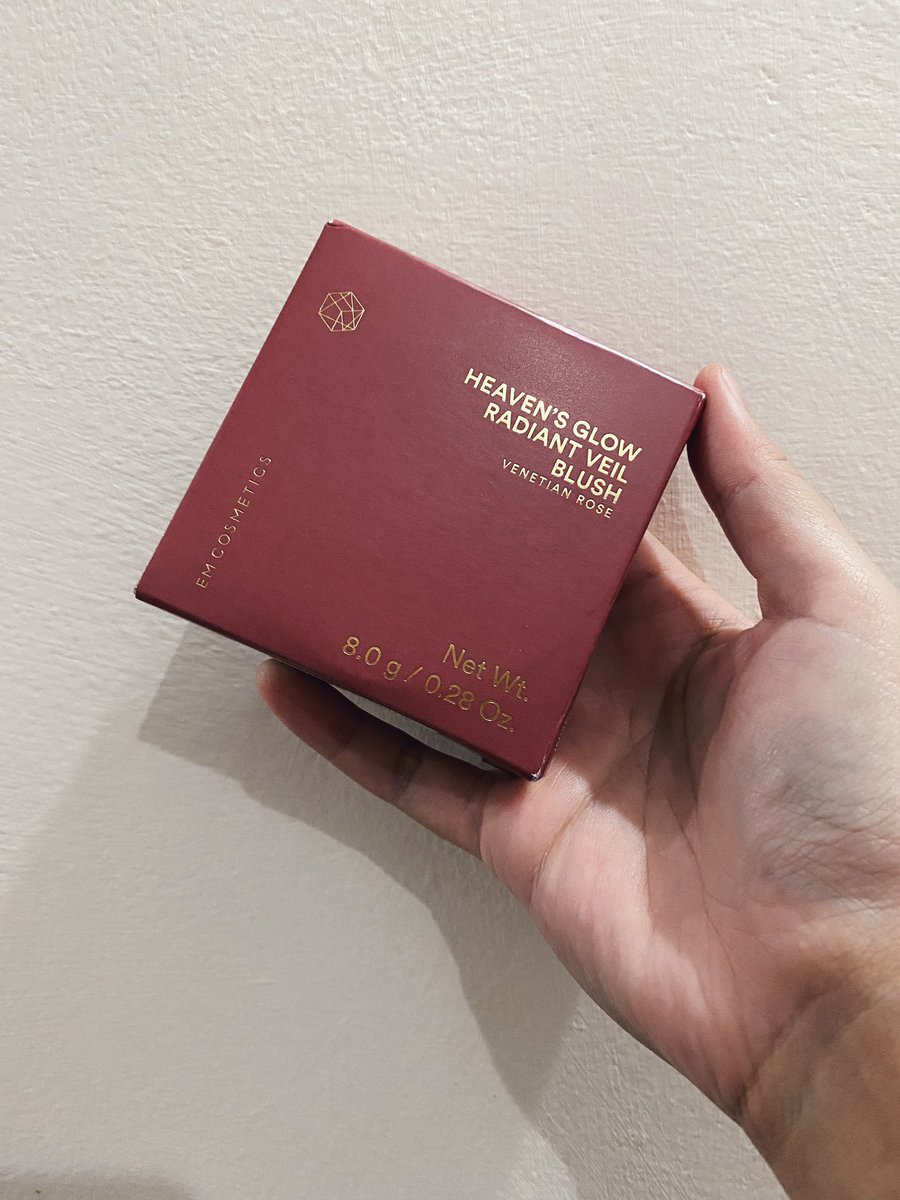 HEAVEN'S GLOW
RADIANT VEIL
BLUSH
VENETIAN ROSE
EM COSMETICS
Net Wt.
8.0 g / 0.28 Oz.